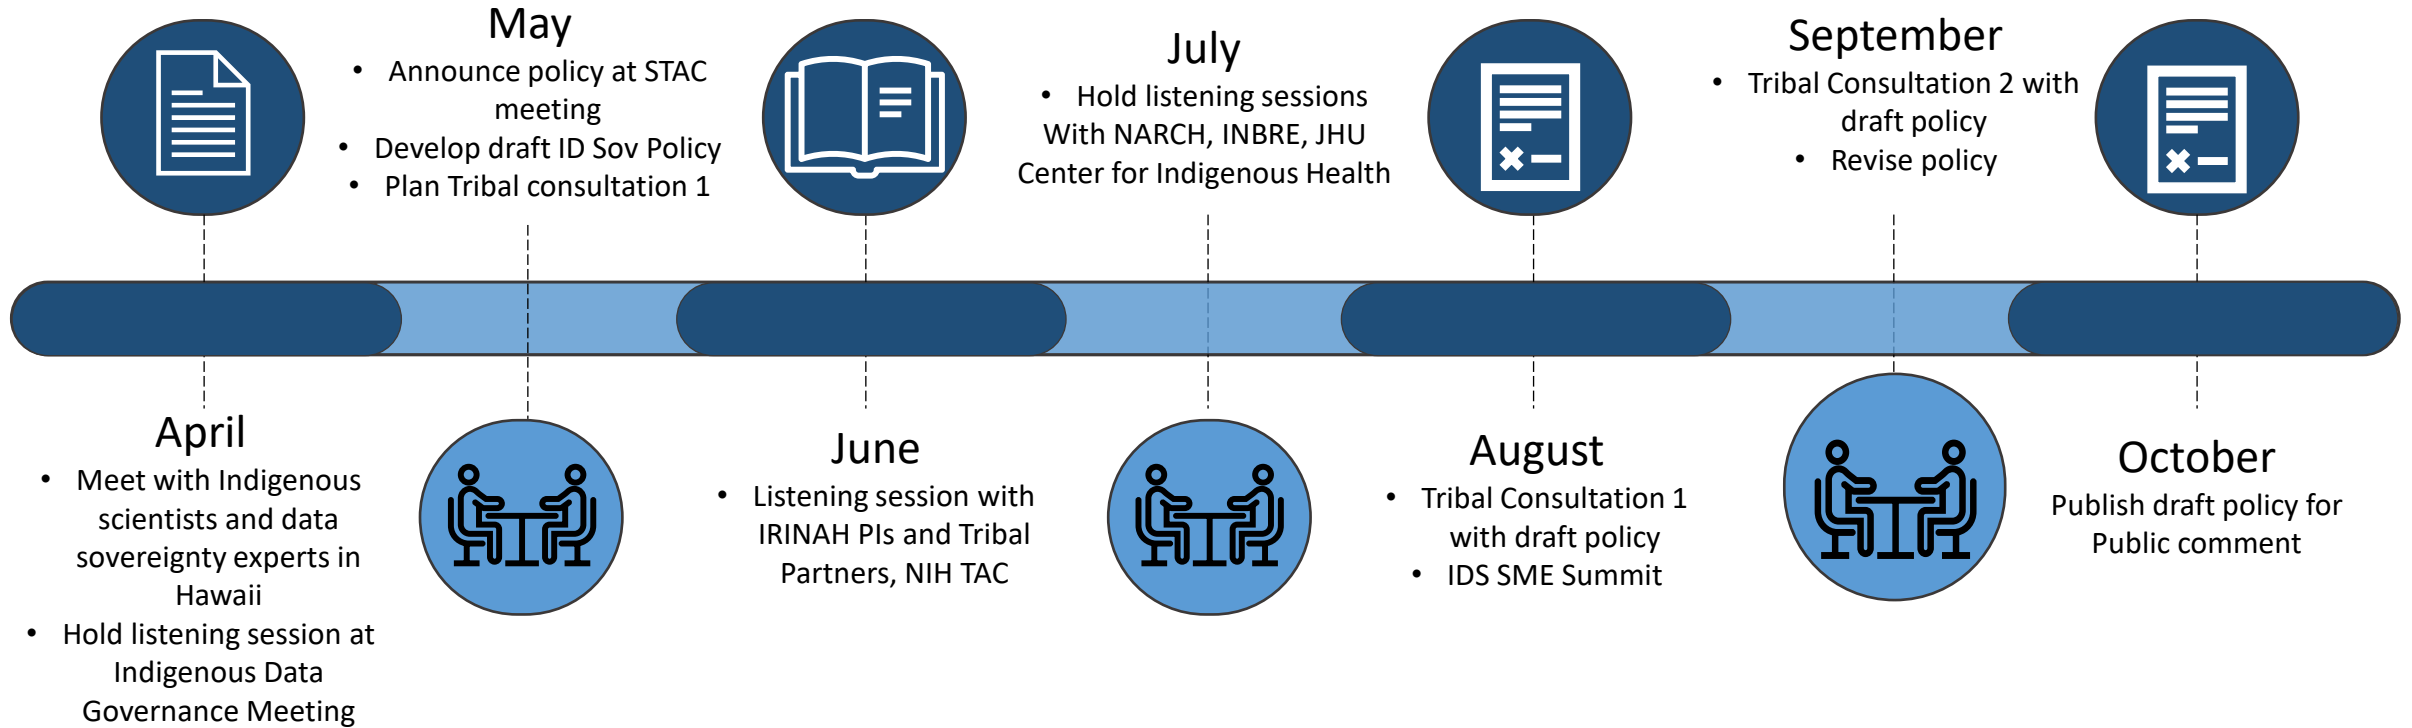 May
• Announce policy at STAC
meeting
• Develop draft ID Sov Policy
• Plan Tribal consultation 1
July
• Hold listening sessions
With NARCH, INBRE, JHU
Center for Indigenous Health
September
• Tribal Consultation 2 with
draft policy
• Revise policy
April
• Meet with Indigenous
scientists and data
sovereignty experts in
Hawaii
• Hold listening session at
Indigenous Data
Governance Meeting
June
• Listening session with
IRINAH PIs and Tribal
Partners, NIH TAC
August
• Tribal Consultation 1
with draft policy
• IDS SME Summit
October
Publish draft policy for
Public comment